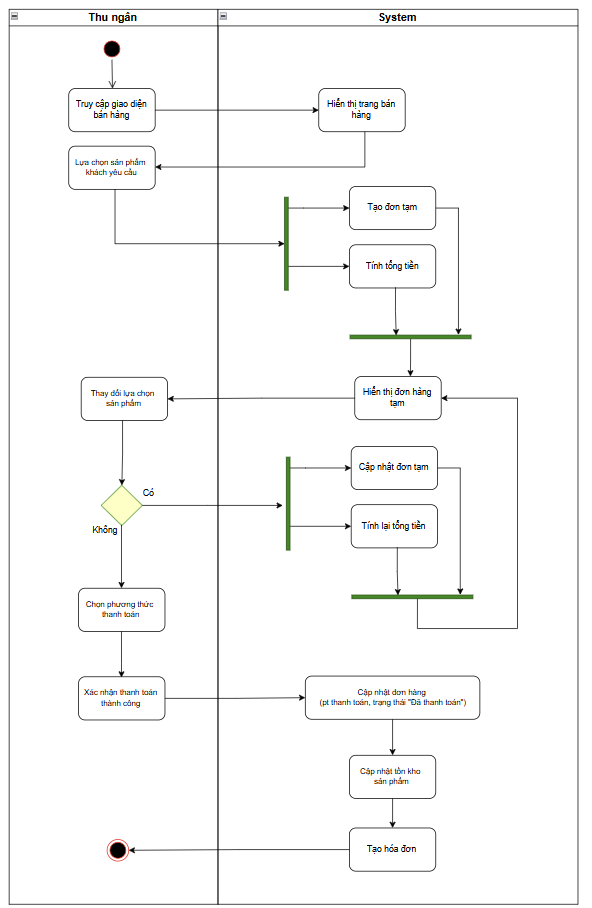 Thu ngân
System
Truy cập giao diện
bán hàng
Hiển thị trang bán
hàng
Lựa chọn sản phẩm
khách yêu cầu
Tạo đơn tạm
Tính tổng tiền
Thay dổi lựa chọn
sản phẩm
Hiển thị đơn hàng
tạm
Có
Không
Cập nhật đơn tạm
Tính lại tổng tiền
Chọn phương thức
thanh toán
Xác nhận thanh toán
thành công
Cập nhật dơn hàng
(pt thanh toán, trạng thái "Đã thanh toán")
Cập nhật tồn kho
sản phẩm
Tạo hóa đơn